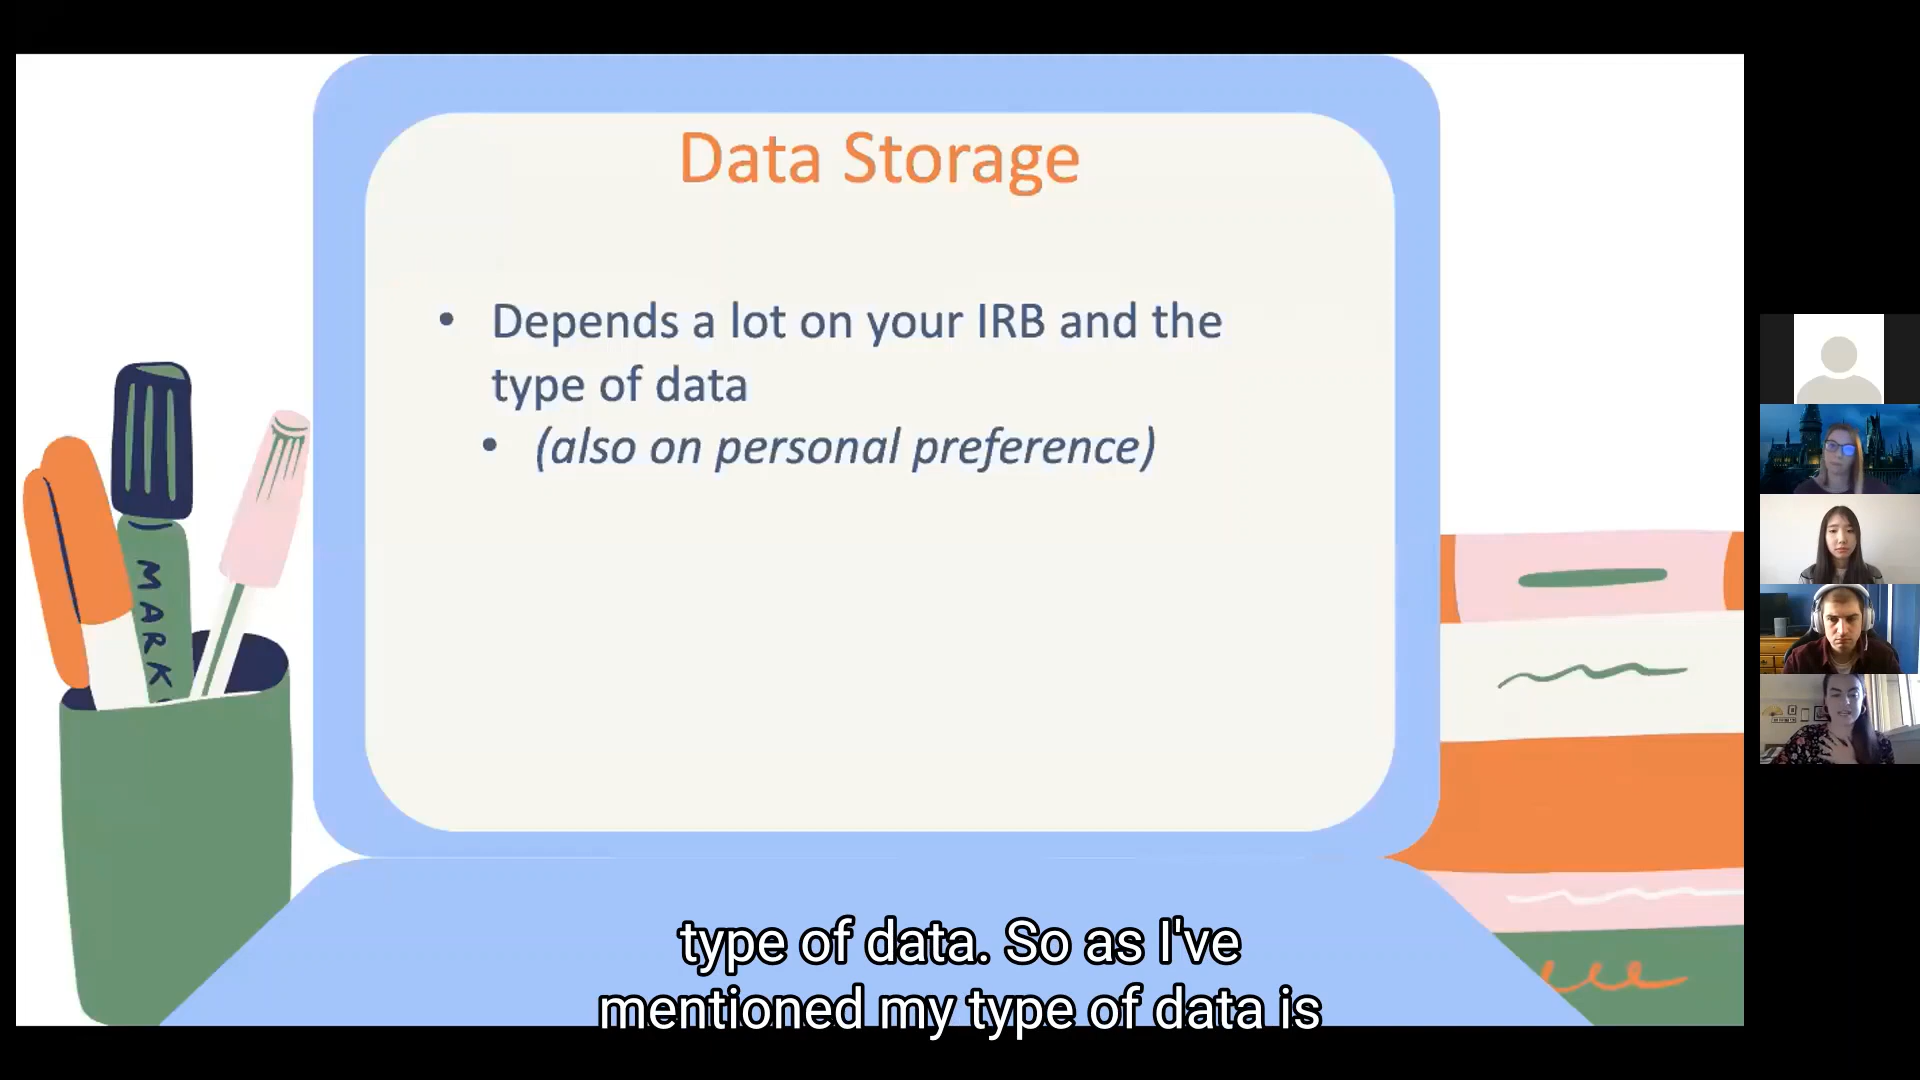 Data Storage
• Depends a lot on your IRB and the
type of data
• (also on personal preference)
MARK
type of data. So as I've
mentioned my type of data is